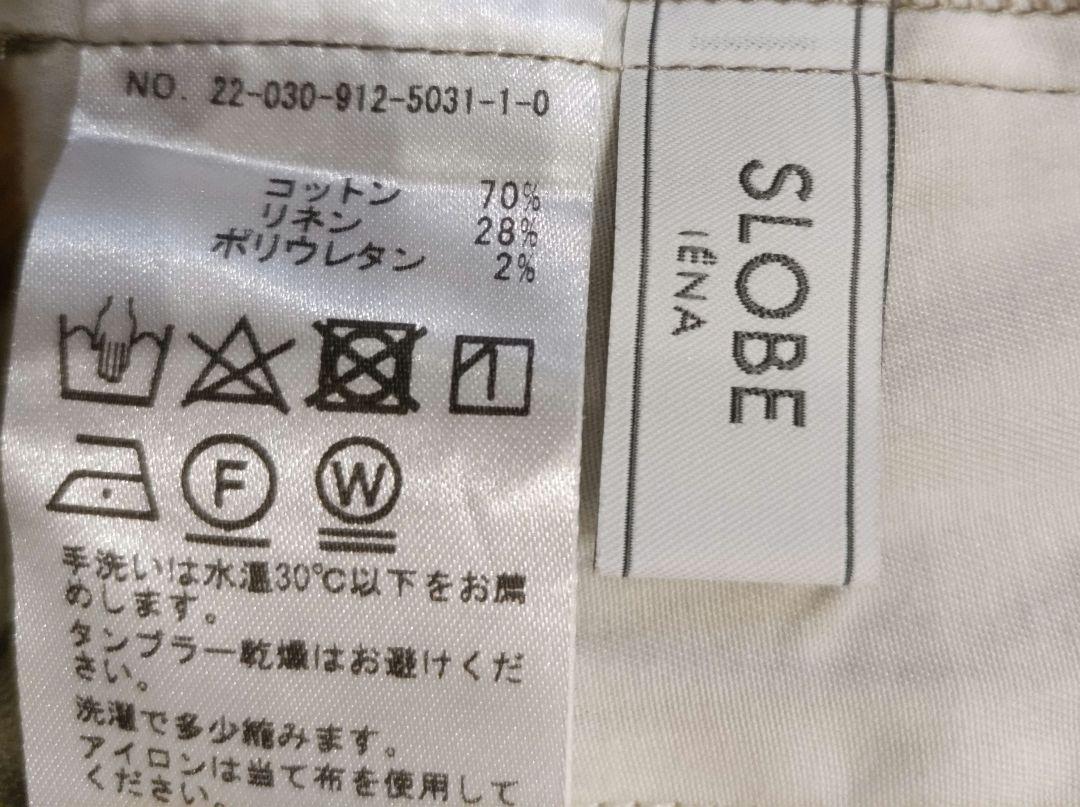 NO. 22-030-912-5031-1-0
コットン 70%
リネン 28%
ポリウレタン 2%
F
W
手洗いは水温30℃以下をお薦
めします。
タンブラー乾燥はお避けくだ
さい。
洗濯で多少縮みます。
アイロンは当て布を使用して
ください。
SLOBE
IÉNA